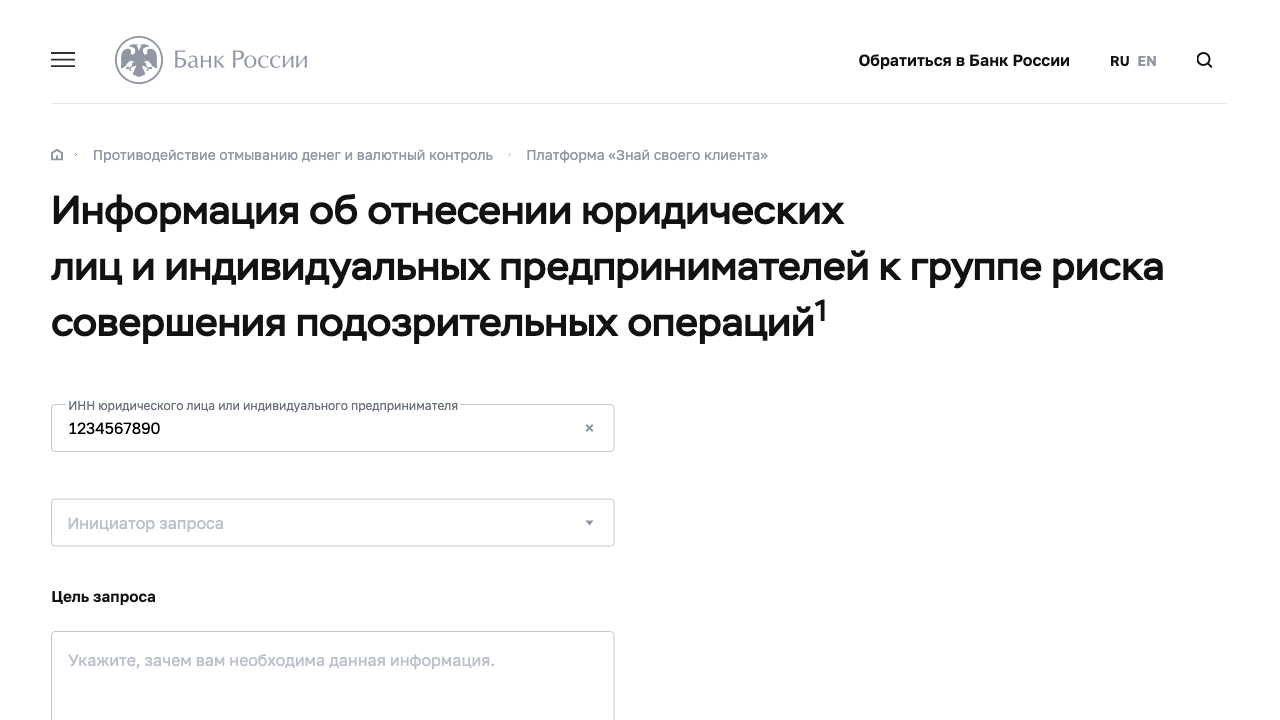 Банк России
Обратиться в Банк России
RU EN
Противодействие отмыванию денег и валютный контроль
Платформа «Знай своего клиента»
Информация об отнесении юридических
лиц и индивидуальных предпринимателей к группе риска
совершения подозрительных операций1
ИНН юридического лица или индивидуального предпринимателя
1234567890
Инициатор запроса
Цель запроса
Укажите, зачем вам необходима данная информация.